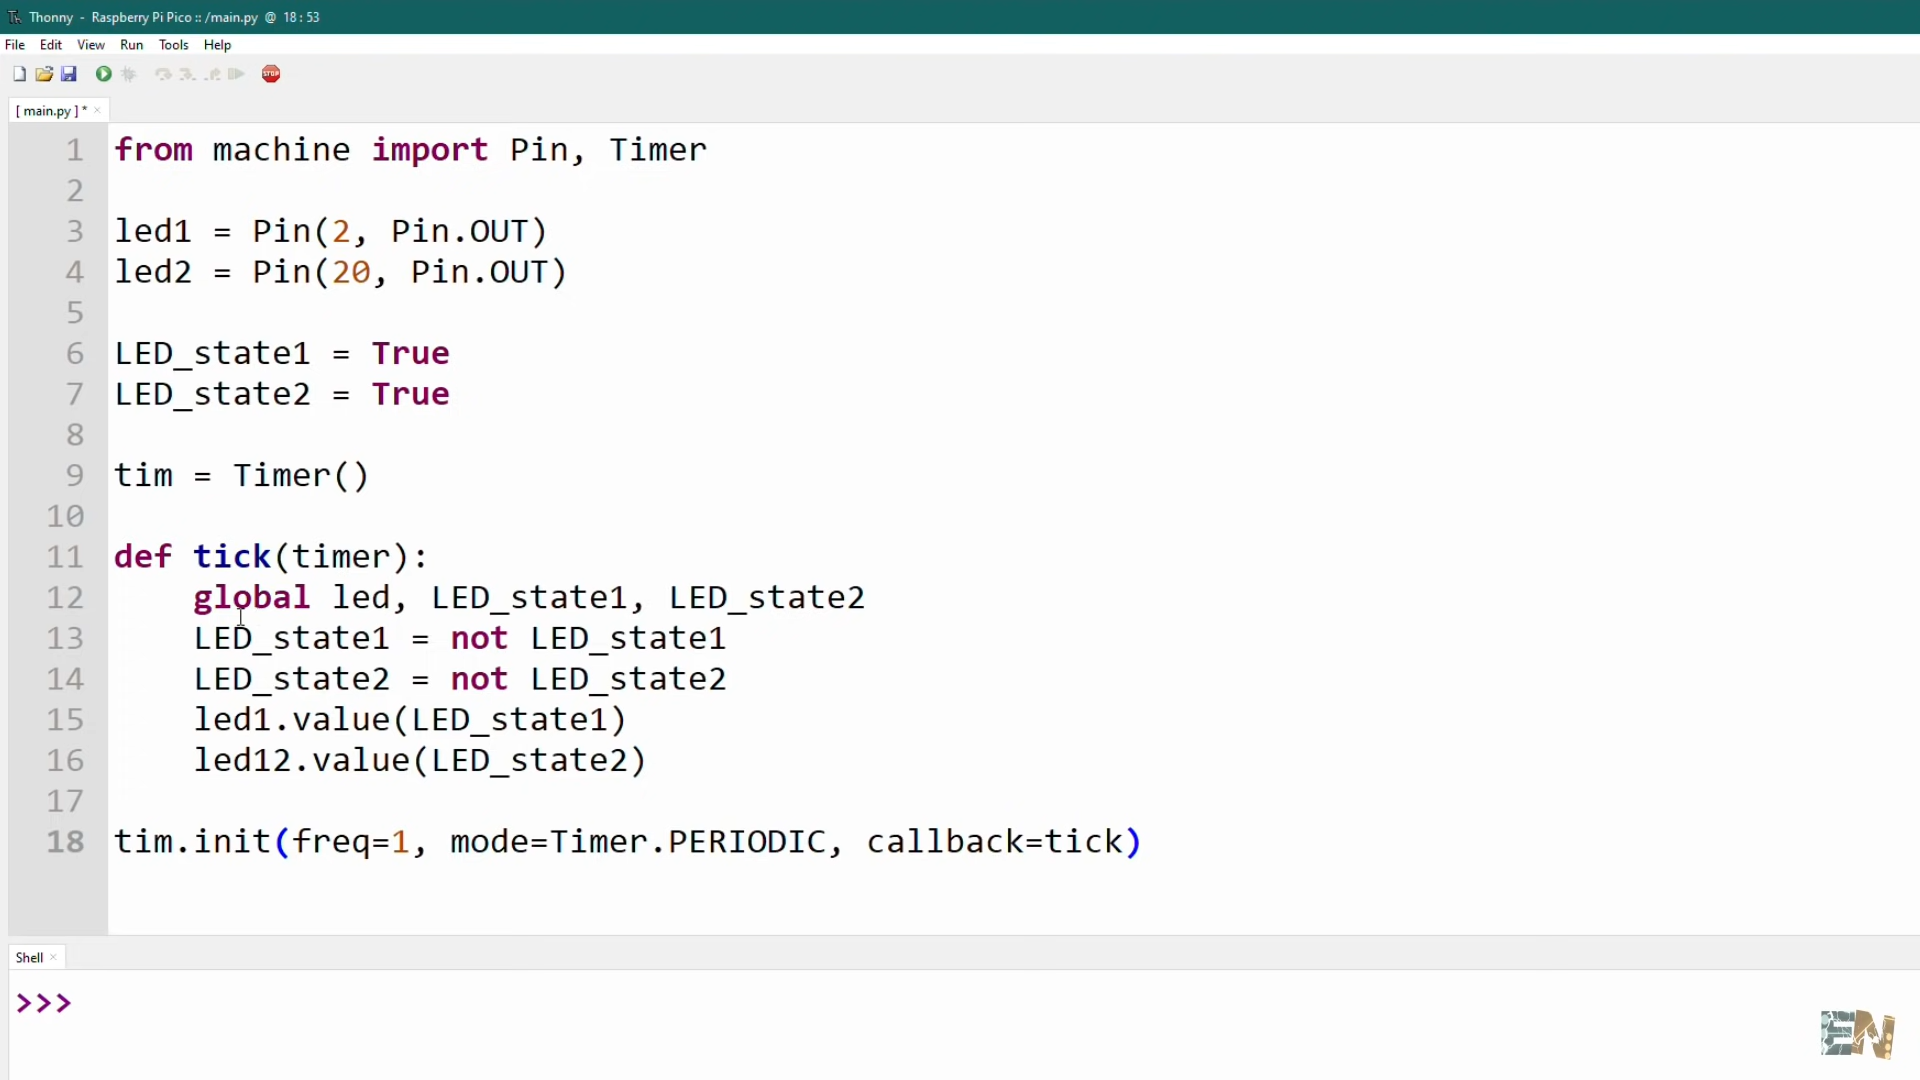 Thonny - Raspberry Pi Pico :: /main.py @ 18 : 53
File Edit View Run Tools Help
STOP
[ main.py ] * ×
1 from machine import Pin, Timer
2
3 led1 = Pin(2, Pin.OUT)
4 led2 = Pin(20, Pin.OUT)
5
6 LED_state1 = True
7 LED_state2 = True
8
9 tim = Timer()
10
11 def tick(timer):
12     global led, LED_state1, LED_state2
13     LED_state1 = not LED_state1
14     LED_state2 = not LED_state2
15     led1.value(LED_state1)
16     led12.value(LED_state2)
17
18 tim.init(freq=1, mode=Timer.PERIODIC, callback=tick)
Shell ×
>>>
EN